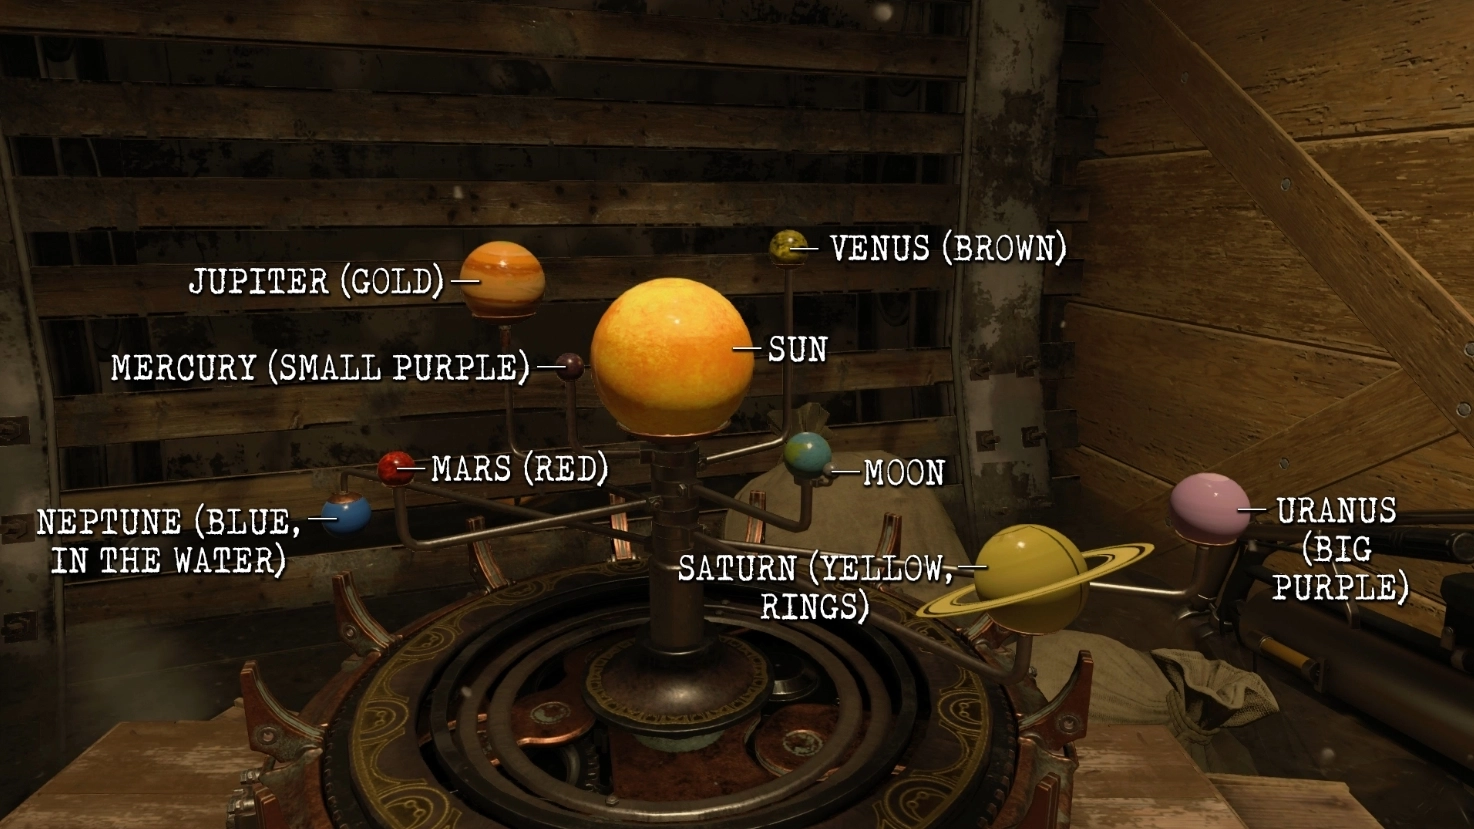 VENUS (BROWN)
JUPITER (GOLD)
SUN
MERCURY (SMALL PURPLE)
MARS (RED)
MOON
NEPTUNE (BLUE,
IN THE WATER)
URANUS
(BIG
PURPLE)
SATURN (YELLOW,
RINGS)